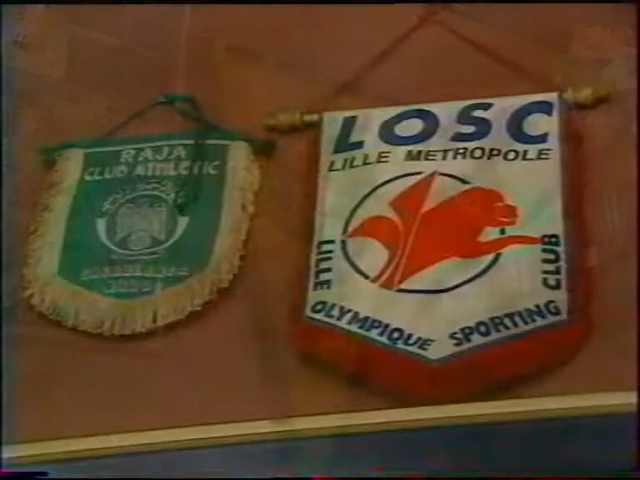 RAJA
CLUB ATHLETIC
LOSC
LILLE METROPOLE
LILLE
OLYMPIQUE
SPORTING
CLUB